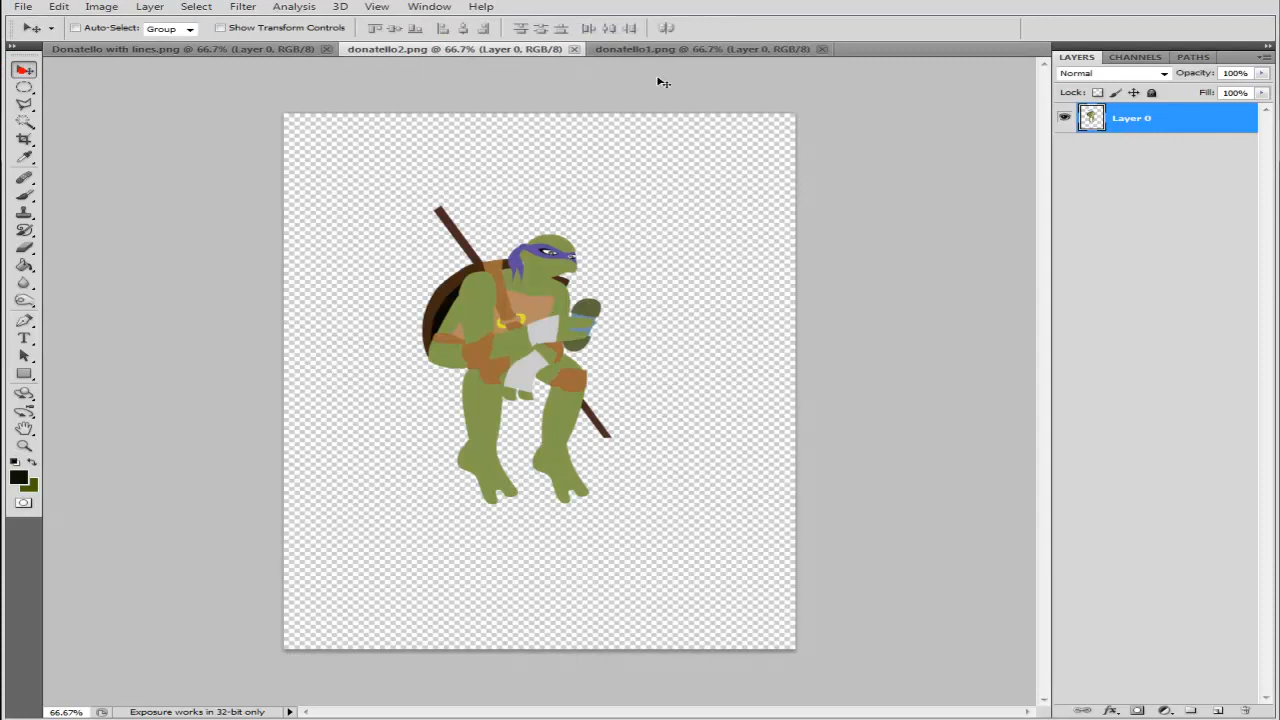 File Edit Image Layer Select Filter Analysis 3D View Window Help
Auto-Select: Group Show Transform Controls
Donatello with lines.png @ 66.7% (Layer 0, RGB/8) donatello2.png @ 66.7% (Layer 0, RGB/8) donatello1.png @ 66.7% (Layer 0, RGB/8)
LAYERS CHANNELS PATHS
Normal Opacity: 100%
Lock: Fill: 100%
Layer 0
66.67% Exposure works in 32-bit only